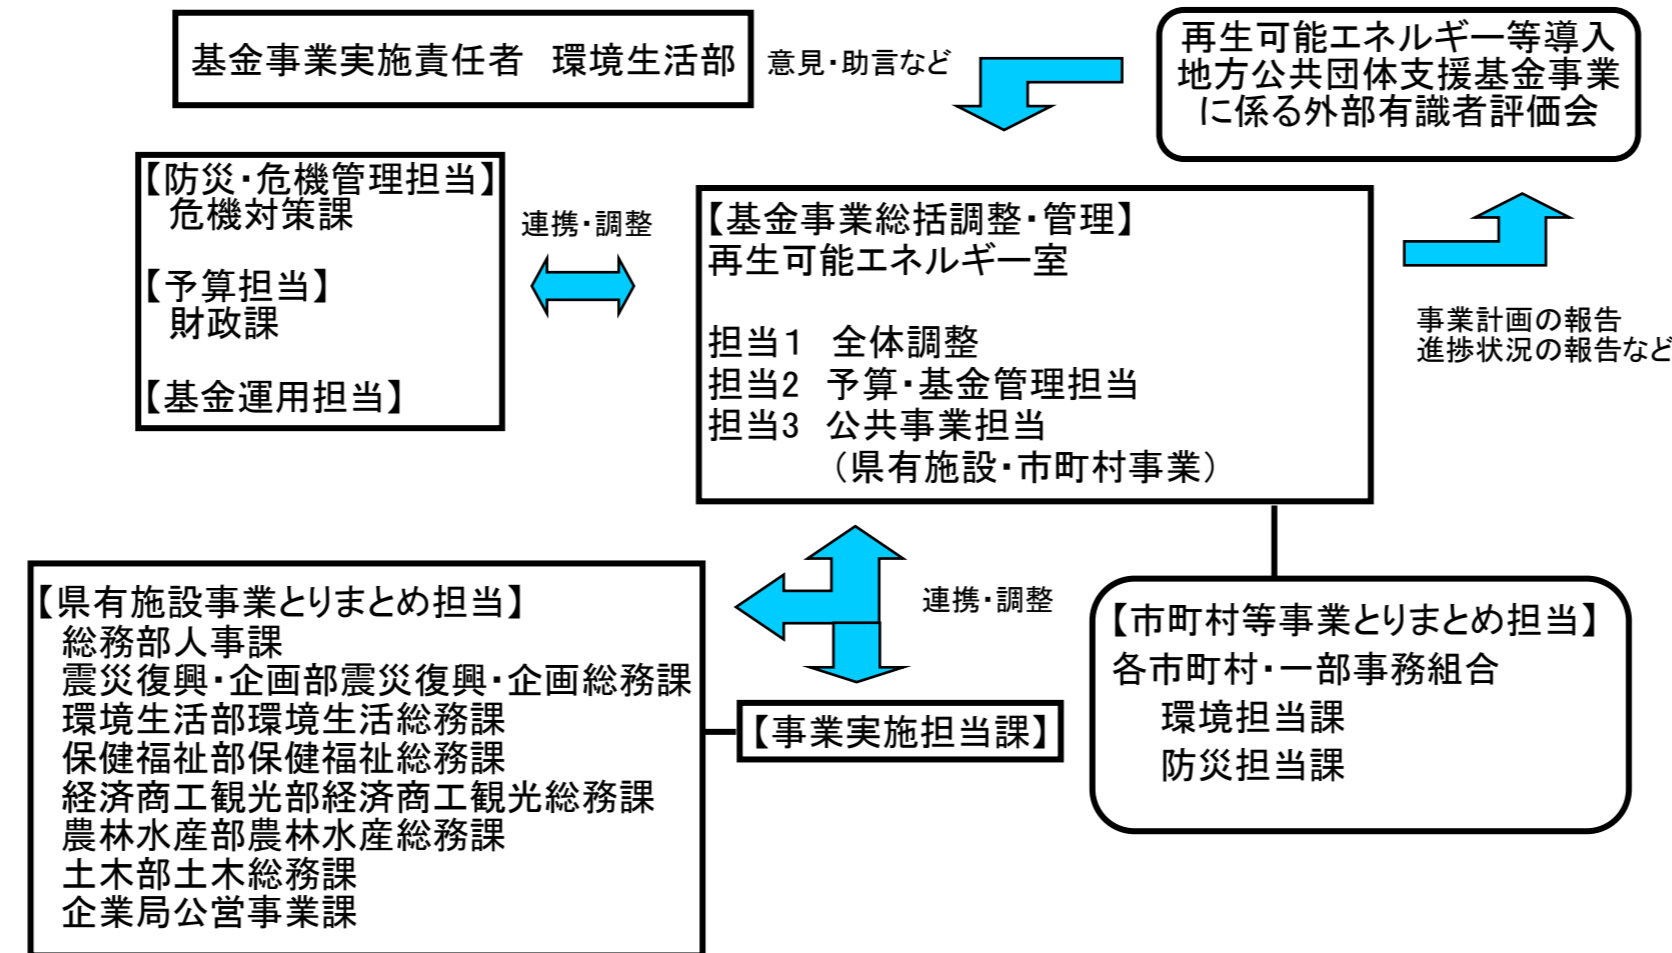 基金事業実施責任者　環境生活部
意見・助言など
再生可能エネルギー等導入
地方公共団体支援基金事業
に係る外部有識者評価会
【防災・危機管理担当】
危機対策課
【予算担当】
財政課
【基金運用担当】
連携・調整
【基金事業総括調整・管理】
再生可能エネルギー室
担当1　全体調整
担当2　予算・基金管理担当
担当3　公共事業担当
（県有施設・市町村事業）
事業計画の報告
進捗状況の報告など
【県有施設事業とりまとめ担当】
総務部人事課
震災復興・企画部震災復興・企画総務課
環境生活部環境生活総務課
保健福祉部保健福祉総務課
経済商工観光部経済商工観光総務課
農林水産部農林水産総務課
土木部土木総務課
企業局公営事業課
連携・調整
【事業実施担当課】
【市町村等事業とりまとめ担当】
各市町村・一部事務組合
環境担当課
防災担当課